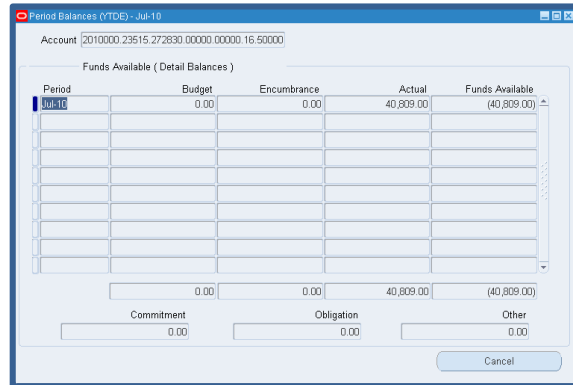 Period Balances (YTDE) - Jul-10
Account 2010000.23515.272830.00000.00000.16.50000
Funds Available ( Detail Balances )
Period Budget Encumbrance Actual Funds Available
Jul-10 0.00 0.00 40,809.00 (40,809.00)
0.00 0.00 40,809.00 (40,809.00)
Commitment Obligation Other
0.00 0.00 0.00
Cancel